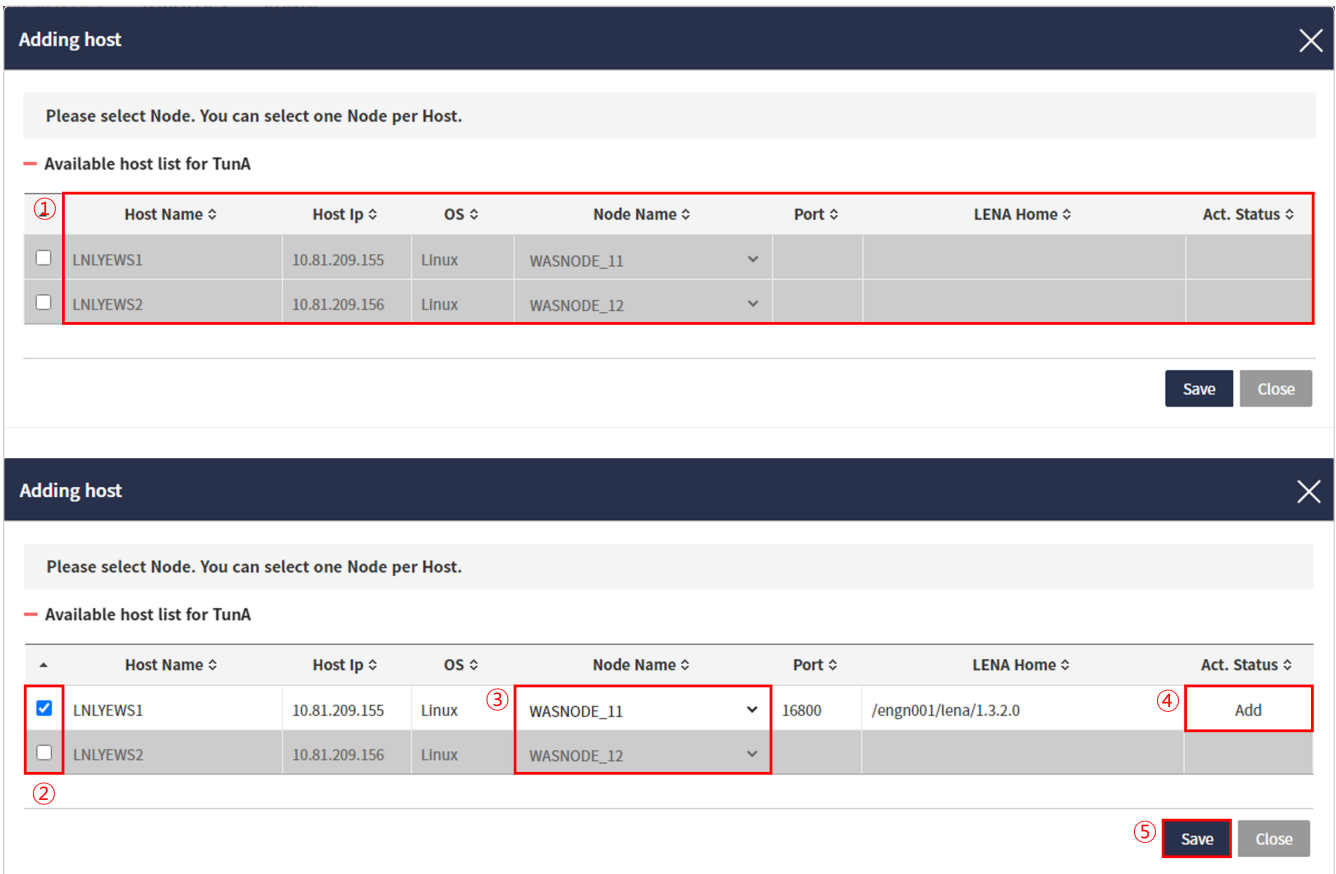 Adding host
Please select Node. You can select one Node per Host.
Available host list for TunA
① Host Name Host Ip OS Node Name Port LENA Home Act. Status
LNLYEWS1 10.81.209.155 Linux WASNODE_11
LNLYEWS2 10.81.209.156 Linux WASNODE_12
Save Close
Adding host
Please select Node. You can select one Node per Host.
Available host list for TunA
Host Name Host Ip OS Node Name Port LENA Home Act. Status
LNLYEWS1 10.81.209.155 Linux ③ WASNODE_11 16800 /engn001/lena/1.3.2.0 ④ Add
LNLYEWS2 10.81.209.156 Linux WASNODE_12
②
⑤ Save Close